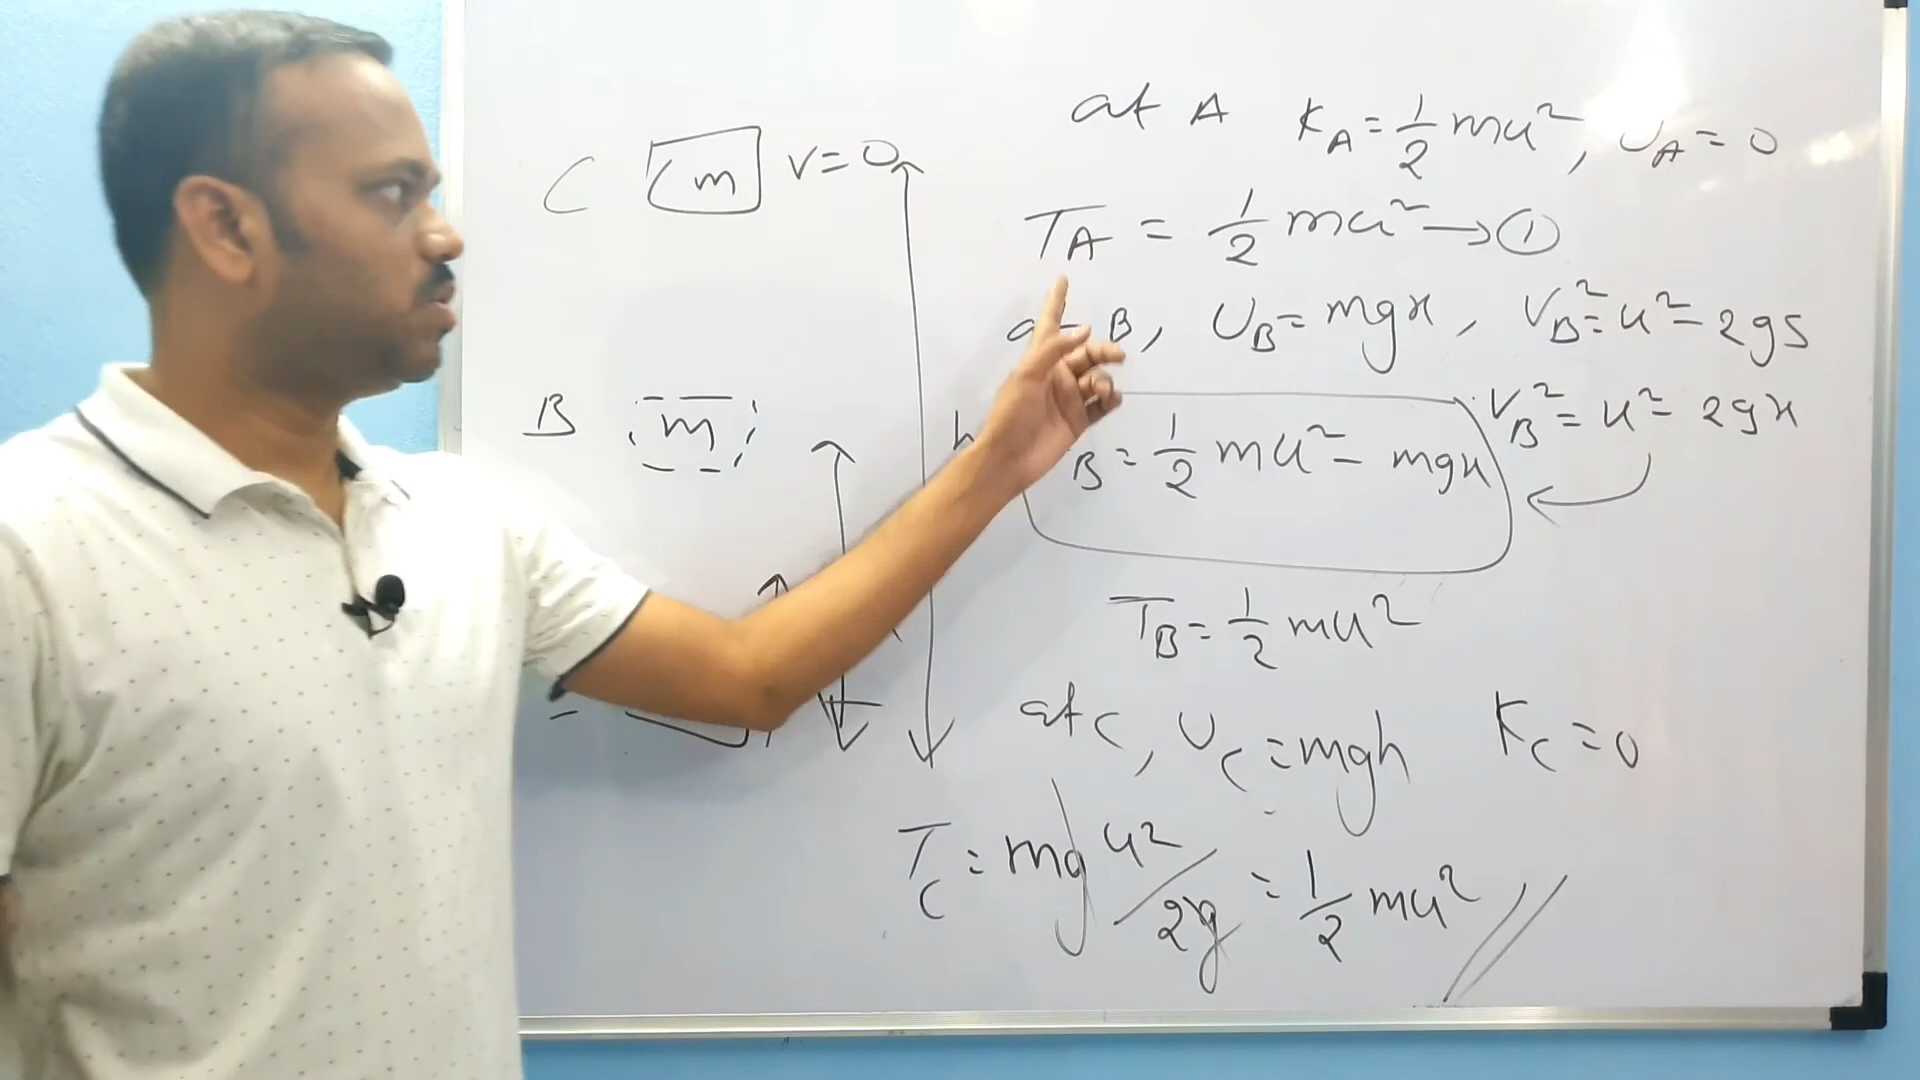 C m v=0
B m
at A K_A = 1/2 mu², U_A = 0
T_A = 1/2 mu² → ①
at B, U_B = mgx, V_B² = u² - 2gs
V_B² = u² - 2gx
B = 1/2 mu² - mgx
T_B = 1/2 mu²
at C, U_C = mgh K_C = 0
T_C = mg u²/2g = 1/2 mu² //